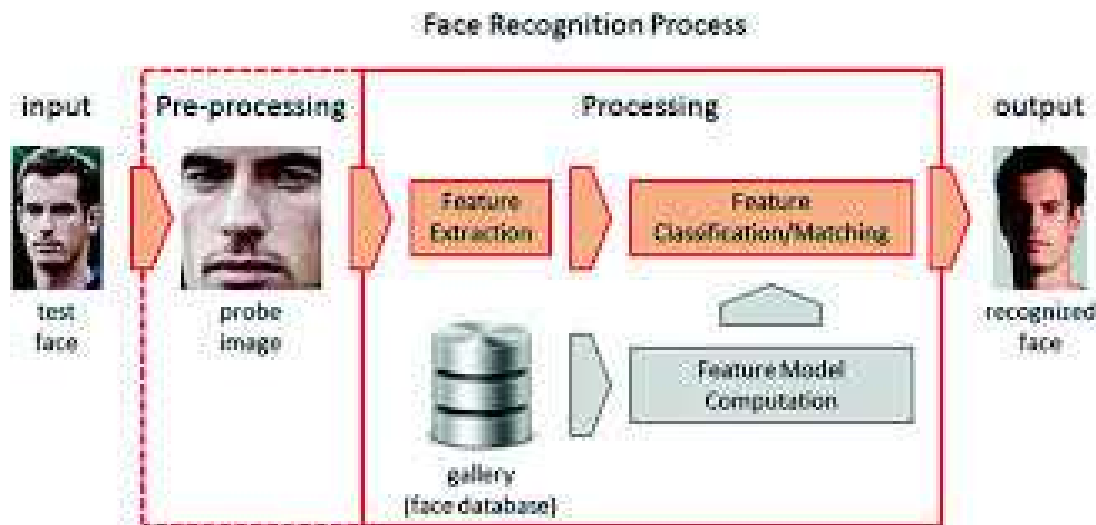 Face Recognition Process
input
Pre-processing
Processing
output
Feature
Extraction
Feature
Classification/Matching
test
face
probe
image
recognized
face
Feature Model
Computation
gallery
(face database)